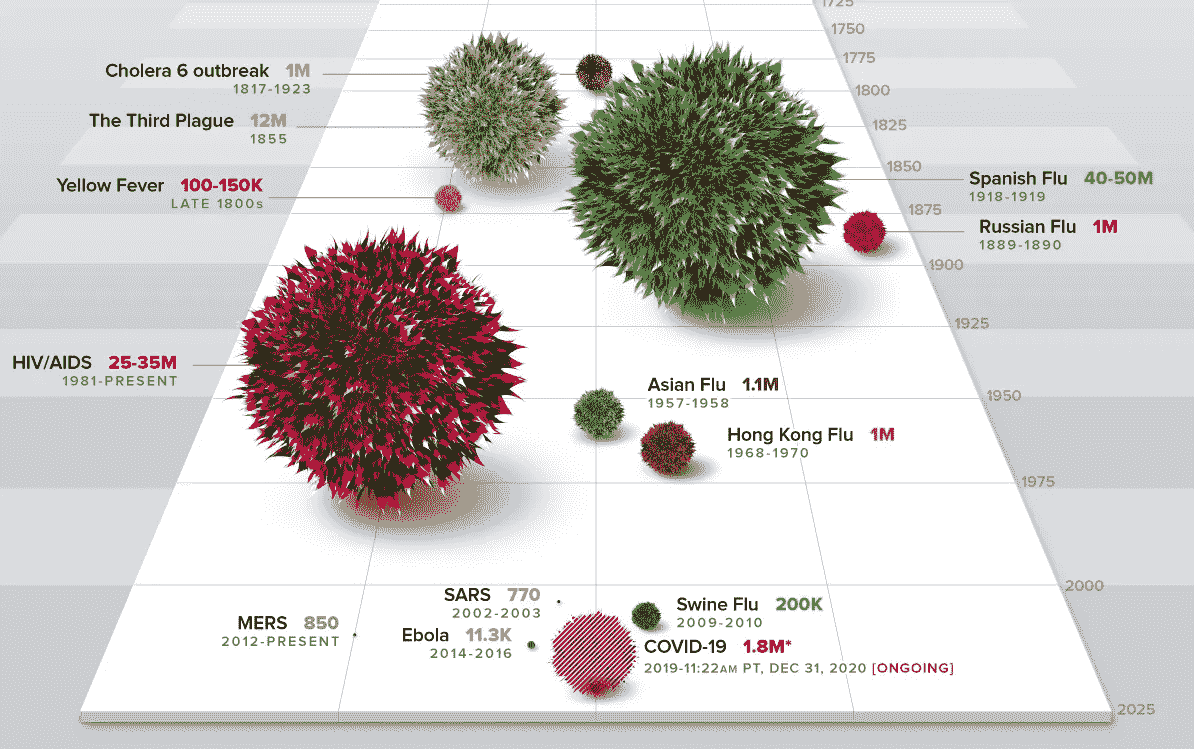 1725
1750
1775
1800
1825
1850
1875
1900
1925
1950
1975
2000
2025
Cholera 6 outbreak 1M
1817-1923
The Third Plague 12M
1855
Yellow Fever 100-150K
LATE 1800s
Spanish Flu 40-50M
1918-1919
Russian Flu 1M
1889-1890
HIV/AIDS 25-35M
1981-PRESENT
Asian Flu 1.1M
1957-1958
Hong Kong Flu 1M
1968-1970
SARS 770
2002-2003
Swine Flu 200K
2009-2010
MERS 850
2012-PRESENT
Ebola 11.3K
2014-2016
COVID-19 1.8M*
2019-11:22AM PT, DEC 31, 2020 [ONGOING]